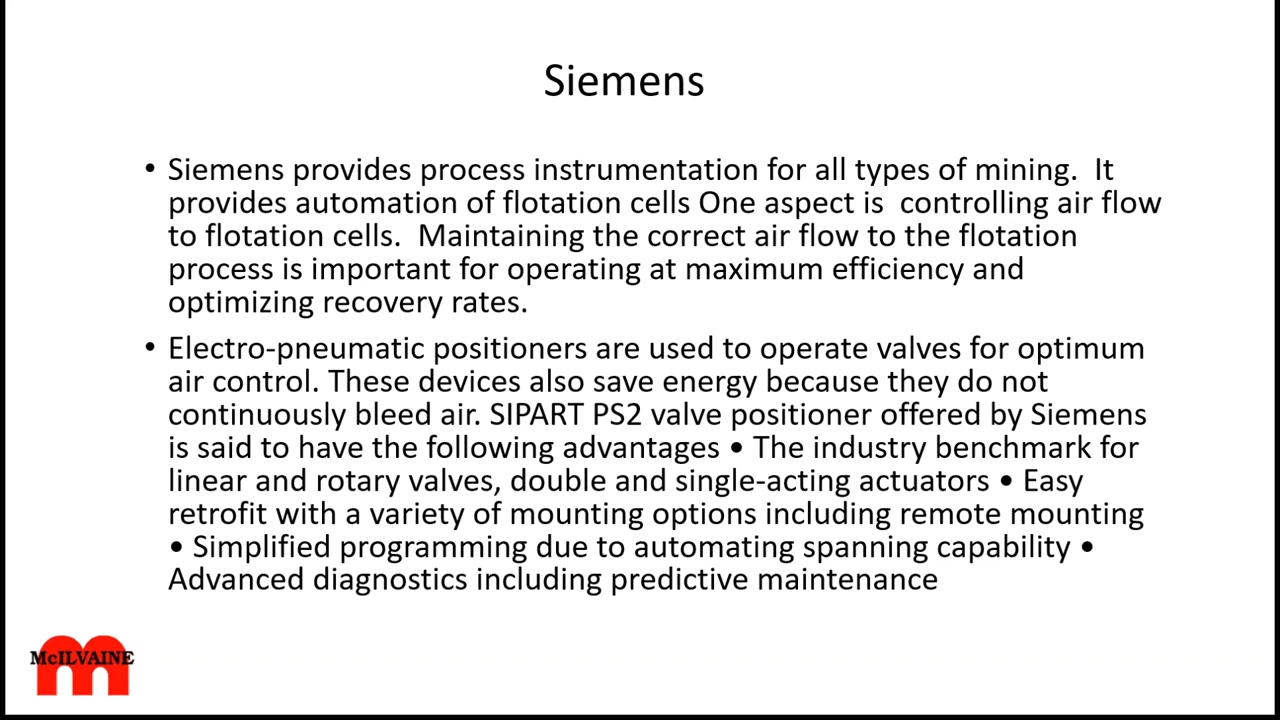 Siemens
• Siemens provides process instrumentation for all types of mining.  It
provides automation of flotation cells One aspect is  controlling air flow
to flotation cells.  Maintaining the correct air flow to the flotation
process is important for operating at maximum efficiency and
optimizing recovery rates.
• Electro-pneumatic positioners are used to operate valves for optimum
air control. These devices also save energy because they do not
continuously bleed air. SIPART PS2 valve positioner offered by Siemens
is said to have the following advantages • The industry benchmark for
linear and rotary valves, double and single-acting actuators • Easy
retrofit with a variety of mounting options including remote mounting
• Simplified programming due to automating spanning capability •
Advanced diagnostics including predictive maintenance
McILVAINE